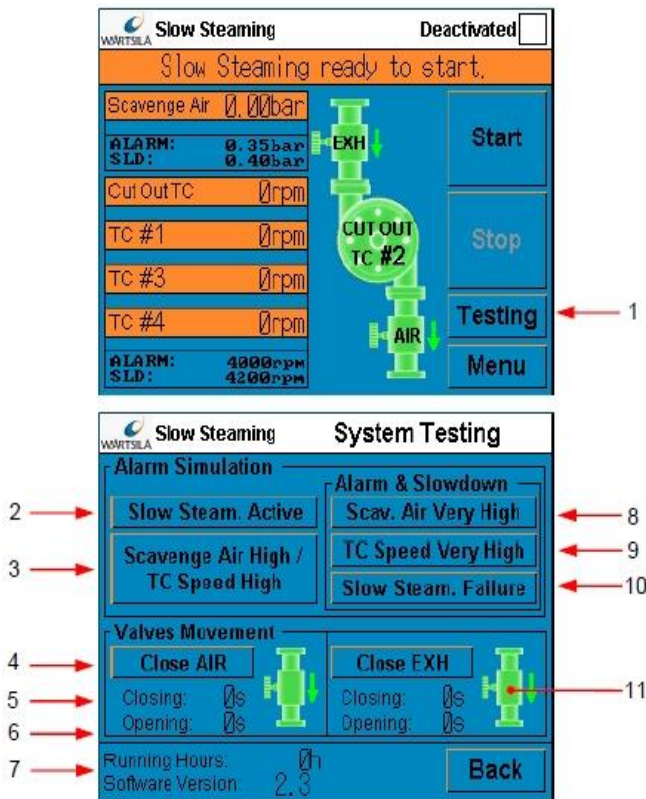 WÄRTSILÄ Slow Steaming Deactivated
Slow Steaming ready to start.
Scavenge Air 0.00bar
ALARM: 0.35bar
SLD: 0.40bar
Cut Out TC 0rpm
TC #1 0rpm
TC #3 0rpm
TC #4 0rpm
ALARM: 4000rpm
SLD: 4200rpm
EXH
CUT OUT
TC #2
AIR
Start
Stop
Testing
Menu
1
WÄRTSILÄ Slow Steaming System Testing
Alarm Simulation
Alarm & Slowdown
2
Slow Steam. Active
Scav. Air Very High
8
3
Scavenge Air High /
TC Speed High
TC Speed Very High
9
Slow Steam. Failure
10
Valves Movement
4
Close AIR
Close EXH
5
Closing: 0s
Closing: 0s
11
6
Opening: 0s
Opening: 0s
7
Running Hours: 0h
Software Version: 2.3
Back